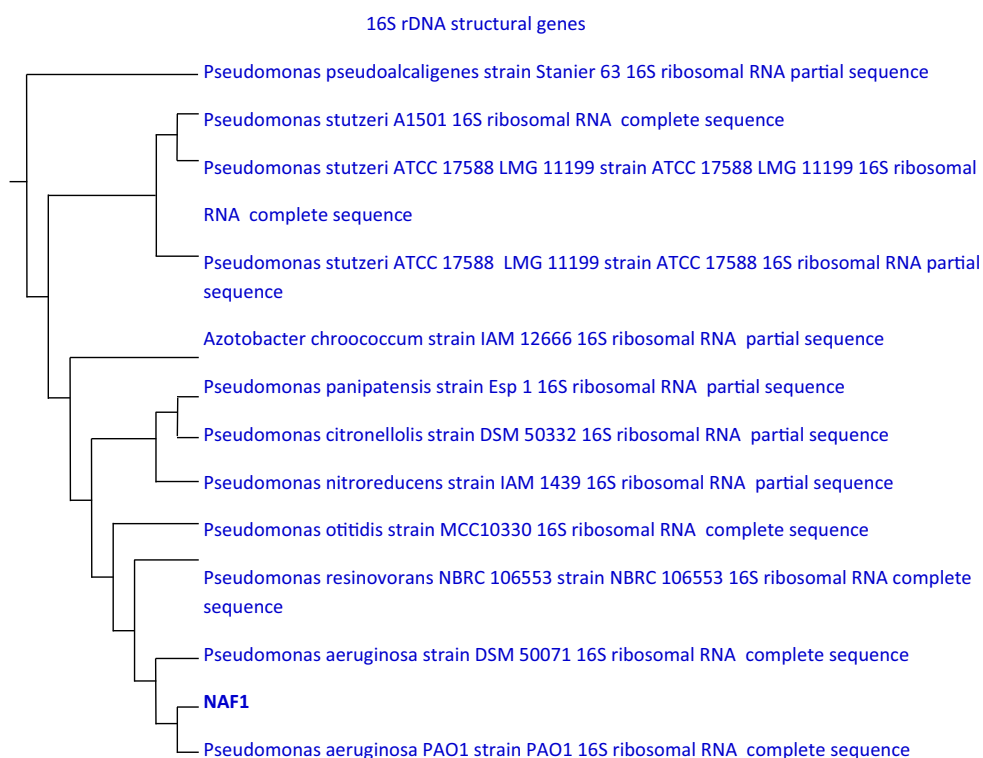 16S rDNA structural genes
Pseudomonas pseudoalcaligenes strain Stanier 63 16S ribosomal RNA partial sequence
Pseudomonas stutzeri A1501 16S ribosomal RNA complete sequence
Pseudomonas stutzeri ATCC 17588 LMG 11199 strain ATCC 17588 LMG 11199 16S ribosomal
RNA complete sequence
Pseudomonas stutzeri ATCC 17588 LMG 11199 strain ATCC 17588 16S ribosomal RNA partial
sequence
Azotobacter chroococcum strain IAM 12666 16S ribosomal RNA partial sequence
Pseudomonas panipatensis strain Esp 1 16S ribosomal RNA partial sequence
Pseudomonas citronellolis strain DSM 50332 16S ribosomal RNA partial sequence
Pseudomonas nitroreducens strain IAM 1439 16S ribosomal RNA partial sequence
Pseudomonas otitidis strain MCC10330 16S ribosomal RNA complete sequence
Pseudomonas resinovorans NBRC 106553 strain NBRC 106553 16S ribosomal RNA complete
sequence
Pseudomonas aeruginosa strain DSM 50071 16S ribosomal RNA complete sequence
NAF1
Pseudomonas aeruginosa PAO1 strain PAO1 16S ribosomal RNA complete sequence